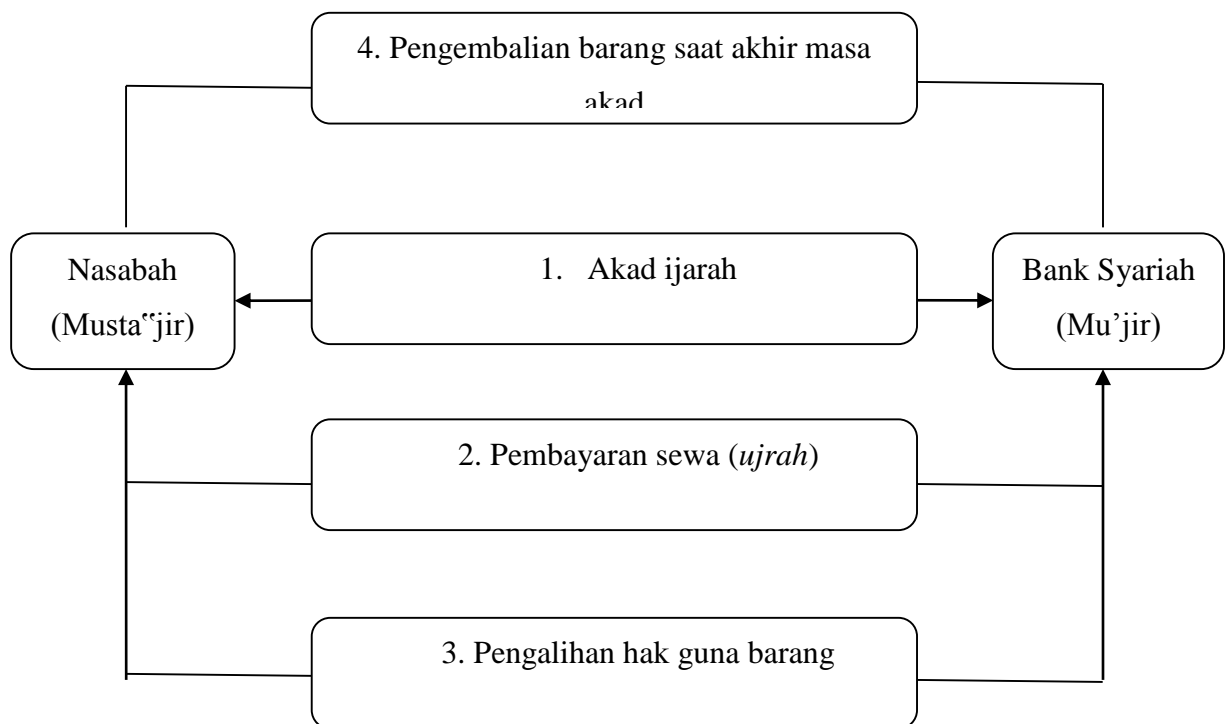 4. Pengembalian barang saat akhir masa
akad
Nasabah
(Musta‟jir)
1. Akad ijarah
Bank Syariah
(Mu’jir)
2. Pembayaran sewa (ujrah)
3. Pengalihan hak guna barang